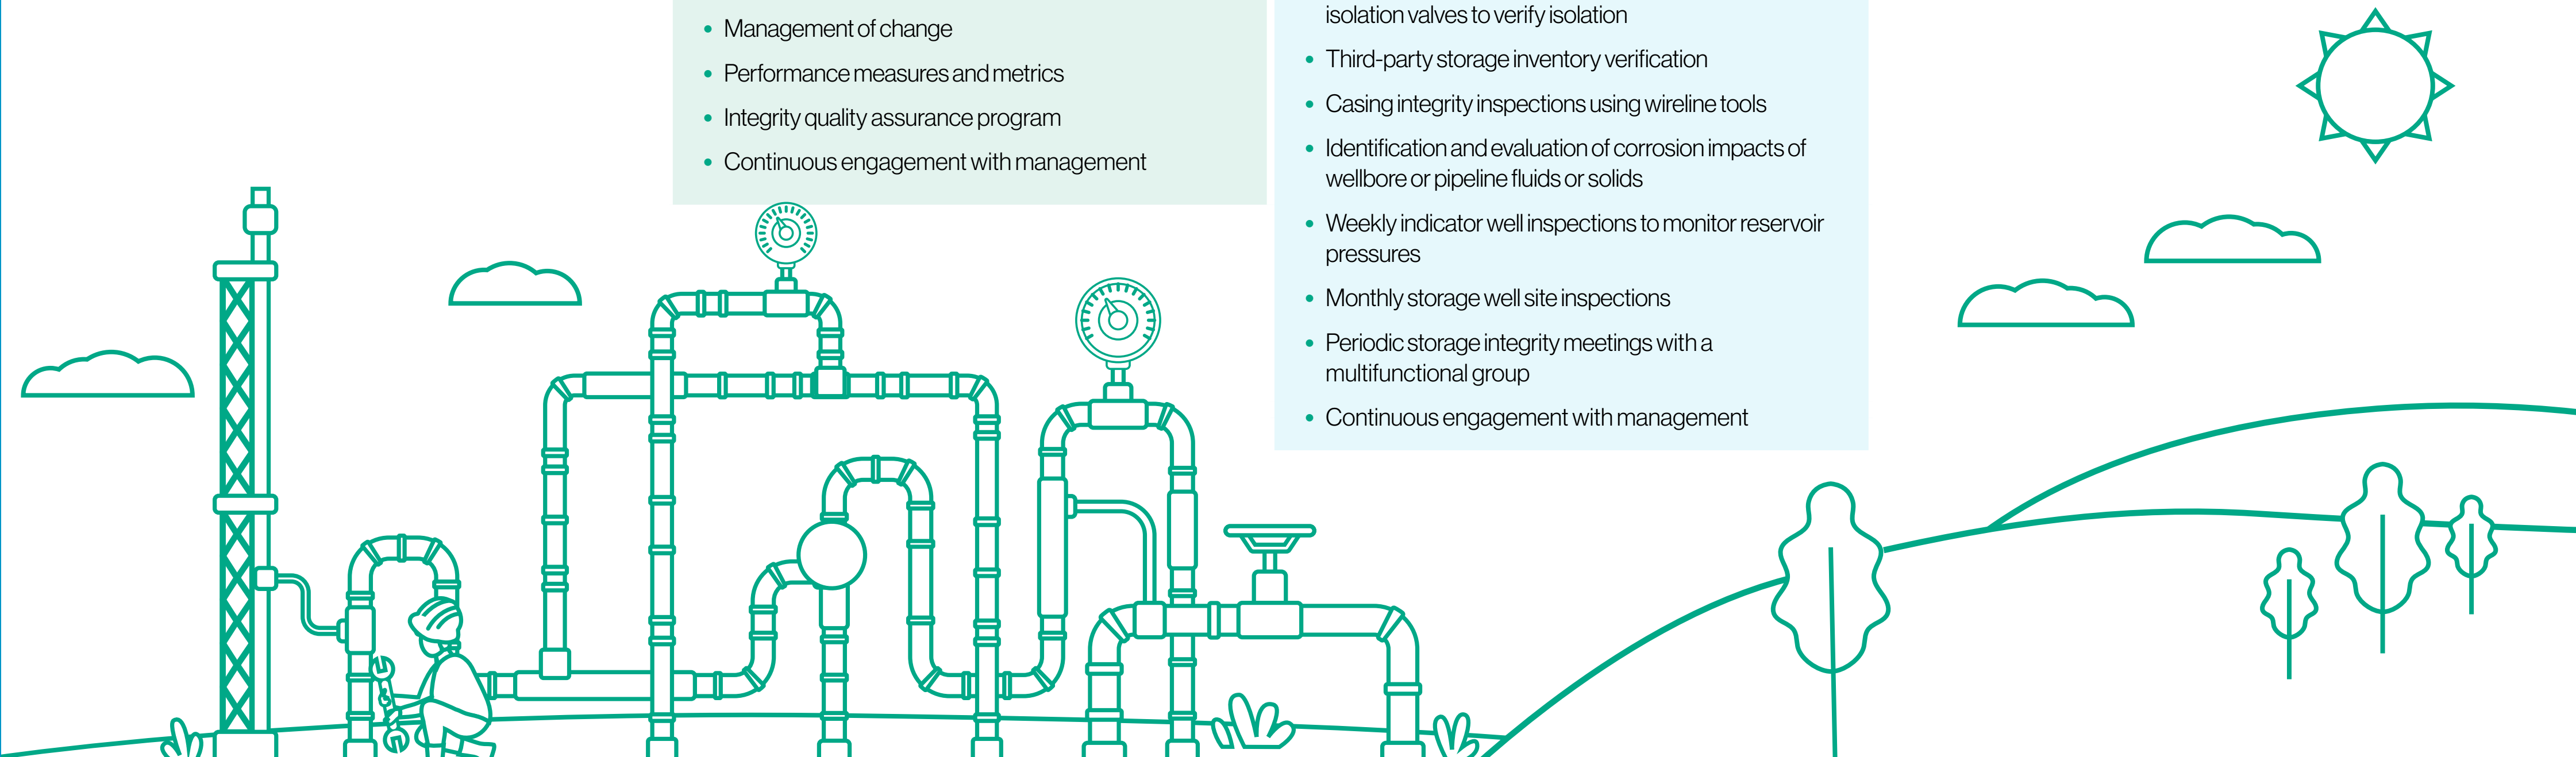 • Management of change
• Performance measures and metrics
• Integrity quality assurance program
• Continuous engagement with management
isolation valves to verify isolation
• Third-party storage inventory verification
• Casing integrity inspections using wireline tools
• Identification and evaluation of corrosion impacts of
wellbore or pipeline fluids or solids
• Weekly indicator well inspections to monitor reservoir
pressures
• Monthly storage well site inspections
• Periodic storage integrity meetings with a
multifunctional group
• Continuous engagement with management